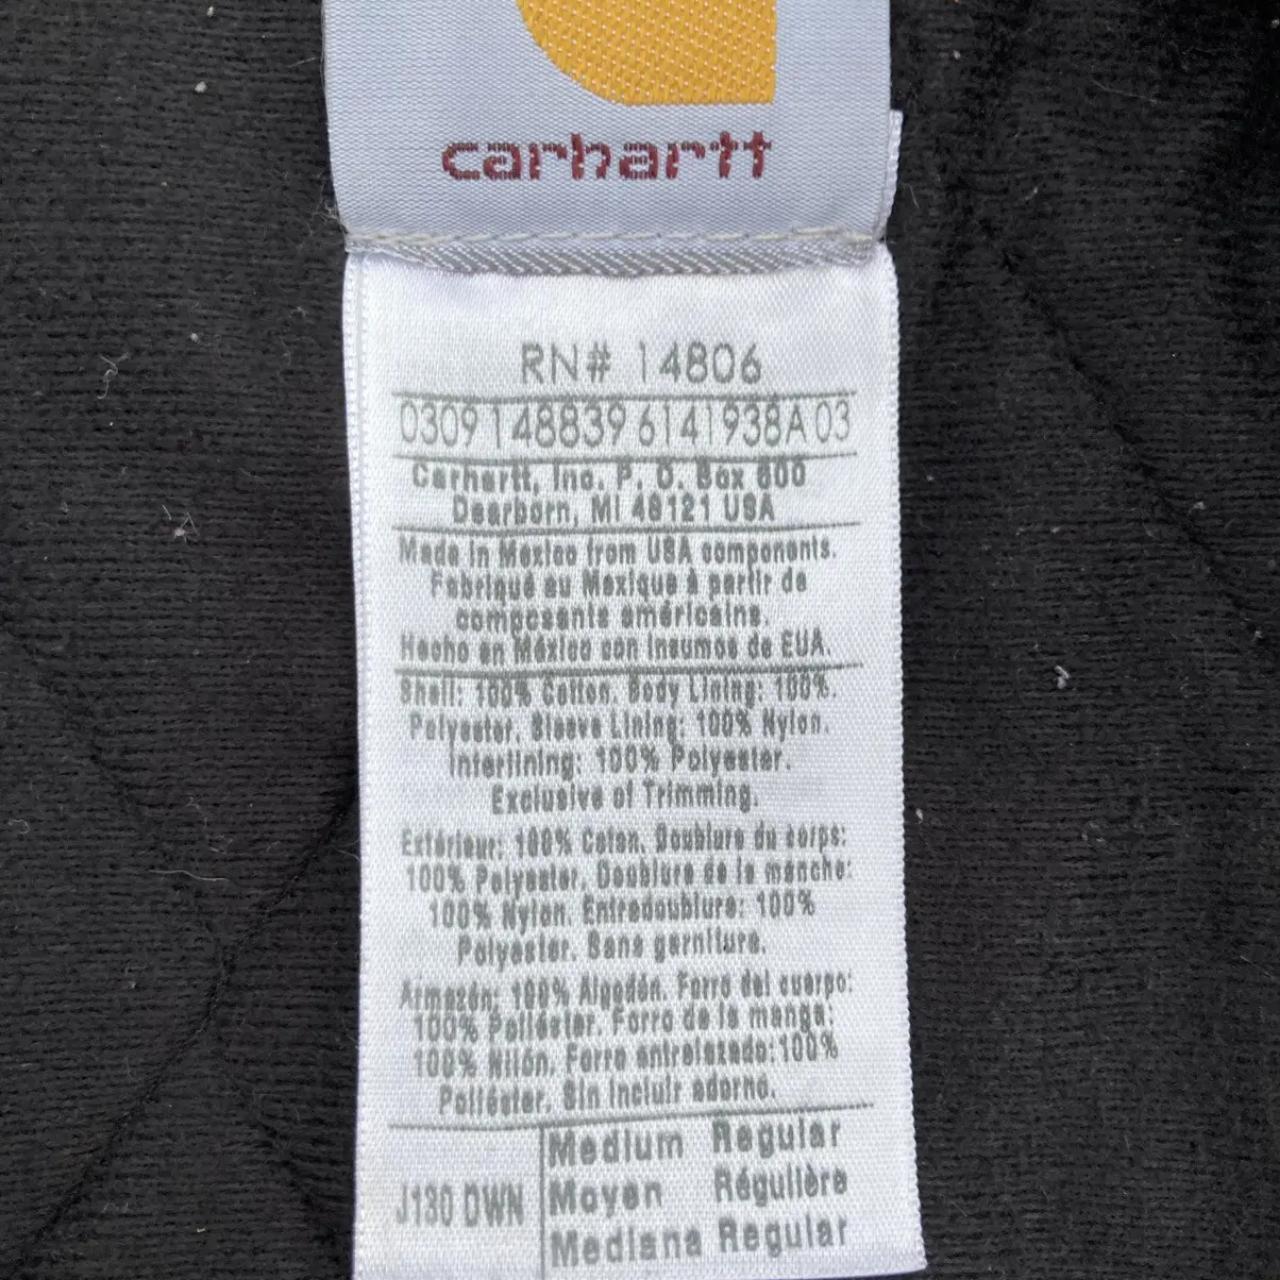 carhartt
RN# 14806
0309 148839 6141938A 03
Carhartt, Inc. P. O. Box 600
Dearborn, MI 48121 USA
Made in Mexico from USA components.
Fabriqué au Mexique à partir de
composants américains.
Hecho en México con Insumos de EUA.
Shell: 100% Cotton. Body Lining: 100%.
Polyester. Sleeve Lining: 100% Nylon.
Interlining: 100% Polyester.
Exclusive of Trimming.
Extérieur: 100% Coton. Doublure du corps:
100% Polyester. Doublure de la manche:
100% Nylon. Entredoublure: 100%
Polyester. Sans garniture.
Armazón: 100% Algodón. Forro del cuerpo:
100% Poliéster. Forro de la manga:
100% Nilón. Forro entrelazado: 100%
Poliéster. Sin incluir adorno.
J130 DWN
Medium Regular
Moyen Régulière
Mediana Regular